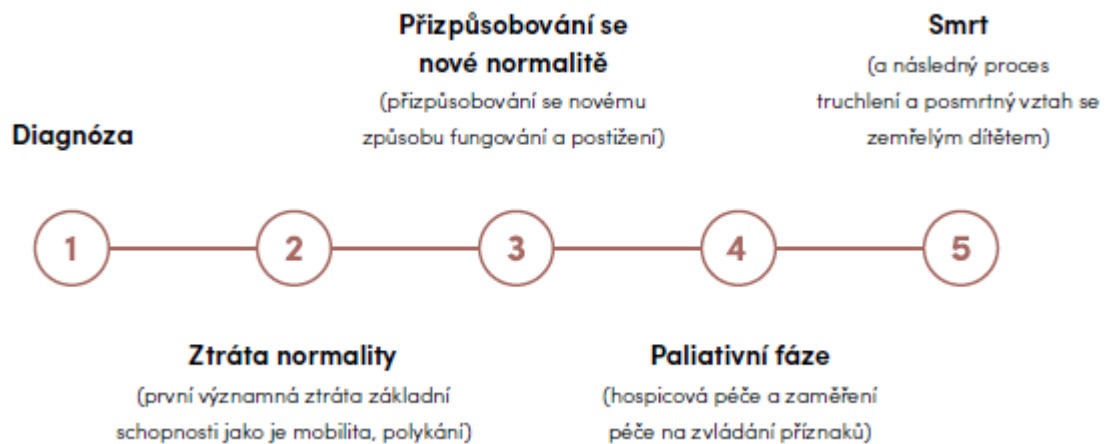 Diagnóza
Přizpůsobování se
nové normalitě
(přizpůsobování se novému
způsobu fungování a postižení)
Smrt
(a následný proces
truchlení a posmrtný vztah se
zemřelým dítětem)
1
2
3
4
5
Ztráta normality
(první významná ztráta základní
schopnosti jako je mobilita, polykání)
Paliativní fáze
(hospicová péče a zaměření
péče na zvládání příznaků)